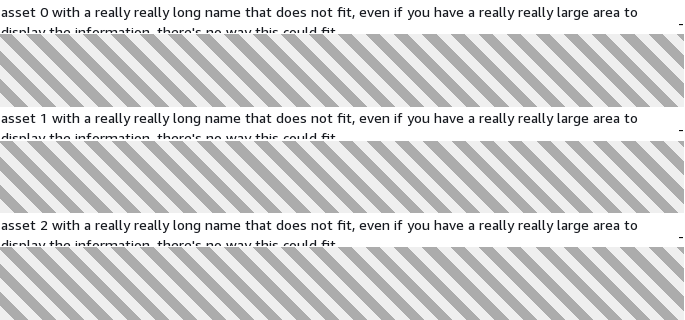 asset 0 with a really really long name that does not fit, even if you have a really really large area to
-
display the information, there's no way this could fit
asset 1 with a really really long name that does not fit, even if you have a really really large area to
-
display the information, there's no way this could fit
asset 2 with a really really long name that does not fit, even if you have a really really large area to
-
display the information, there's no way this could fit